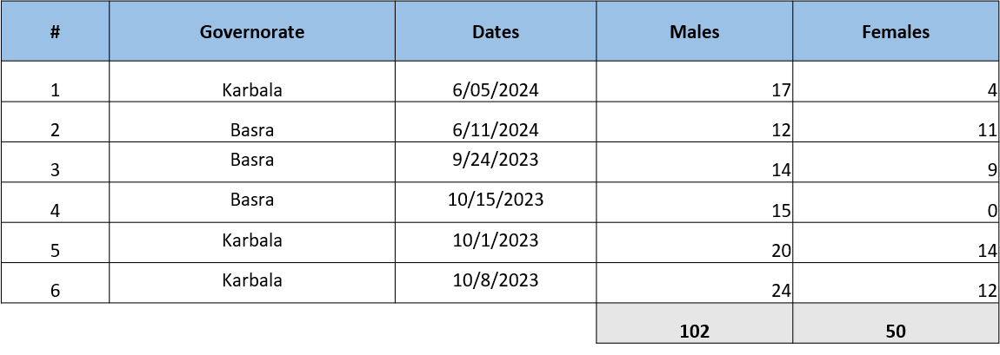 # Governorate Dates Males Females
1 Karbala 6/05/2024 17 4
2 Basra 6/11/2024 12 11
3 Basra 9/24/2023 14 9
4 Basra 10/15/2023 15 0
5 Karbala 10/1/2023 20 14
6 Karbala 10/8/2023 24 12
102 50